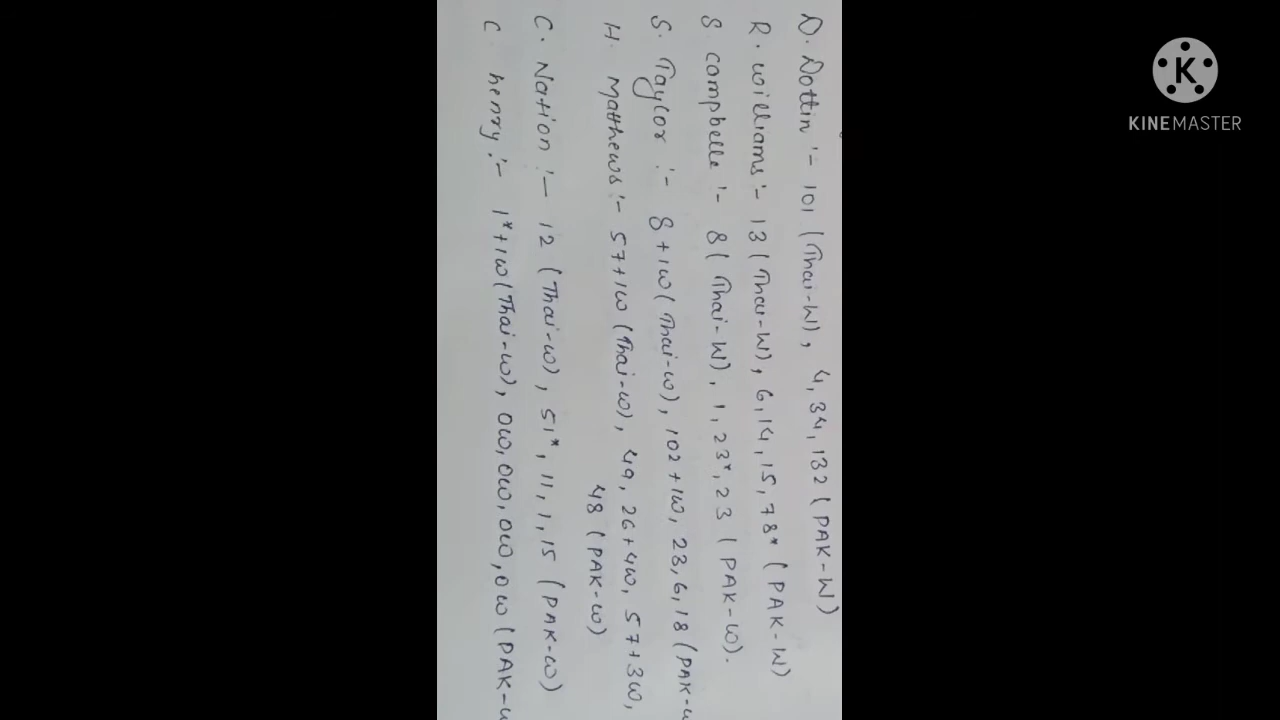 D. Dottin :- 101 (Thai-W), 4, 34, 132 (PAK-W)
R. Williams :- 13 (Thai-W), 6, 14, 15, 78* (PAK-W)
S. Campbelle :- 8 (Thai-W), 1, 23*, 23 (PAK-W).
S. Taylor :- 8+1W (Thai-W), 102+1W, 23, 6, 18 (PAK-W
H. Matthews :- 57+1W (Thai-W), 49, 26+4W, 57+3W,
48 (PAK-W)
C. Nation :- 12 (Thai-W), 51*, 11, 1, 15 (PAK-W)
C henry :- 1*+1W (Thai-W), 0W, 0W, 0W, 0W (PAK-W
KINEMASTER